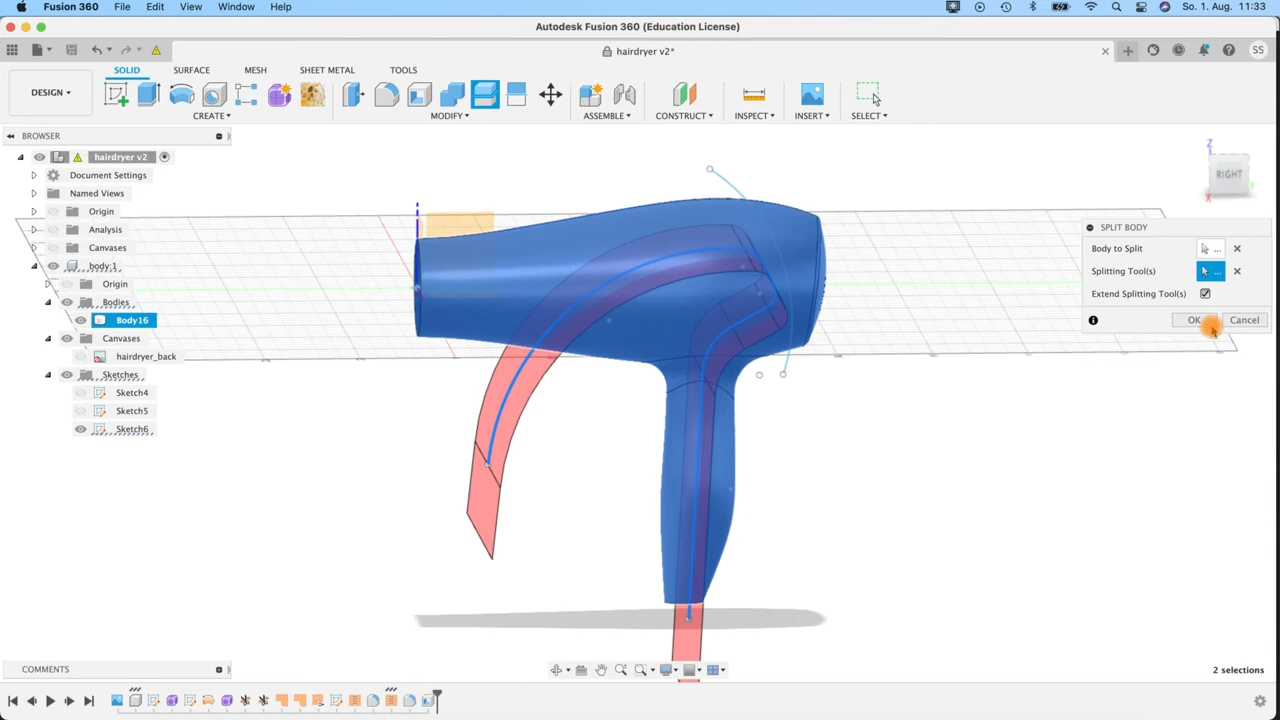 Fusion 360 File Edit View Window Help So. 1. Aug. 11:33
Autodesk Fusion 360 (Education License)
hairdryer v2*
SS
SOLID SURFACE MESH SHEET METAL TOOLS
DESIGN
CREATE MODIFY ASSEMBLE CONSTRUCT INSPECT INSERT SELECT
BROWSER
hairdryer v2
Document Settings
Named Views
Origin
Analysis
Canvases
body:1
Origin
Bodies
Body16
Canvases
hairdryer_back
Sketches
Sketch4
Sketch5
Sketch6
Z
RIGHT
X
Y
SPLIT BODY
Body to Split
Splitting Tool(s)
Extend Splitting Tool(s)
OK Cancel
COMMENTS
2 selections